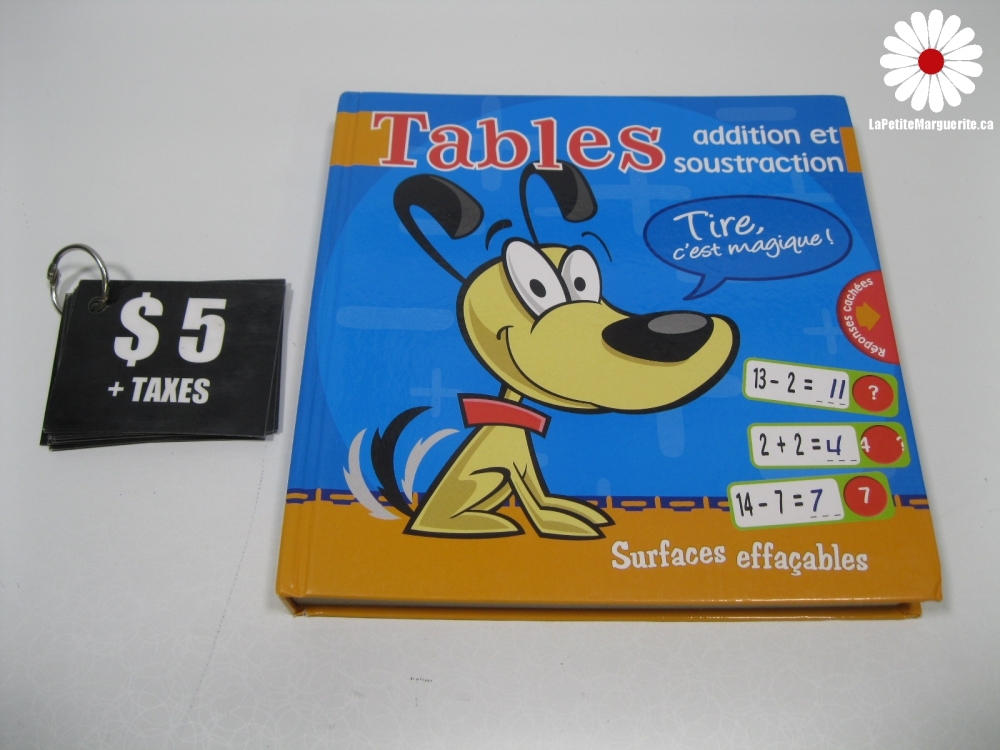 LaPetiteMarguerite.ca
Tables
addition et
soustraction
Tire,
c'est magique !
Réponses cachées
$ 5
+ TAXES
13 - 2 = 11 ?
2 + 2 = 4 4 ?
14 - 7 = 7 7
Surfaces effaçables